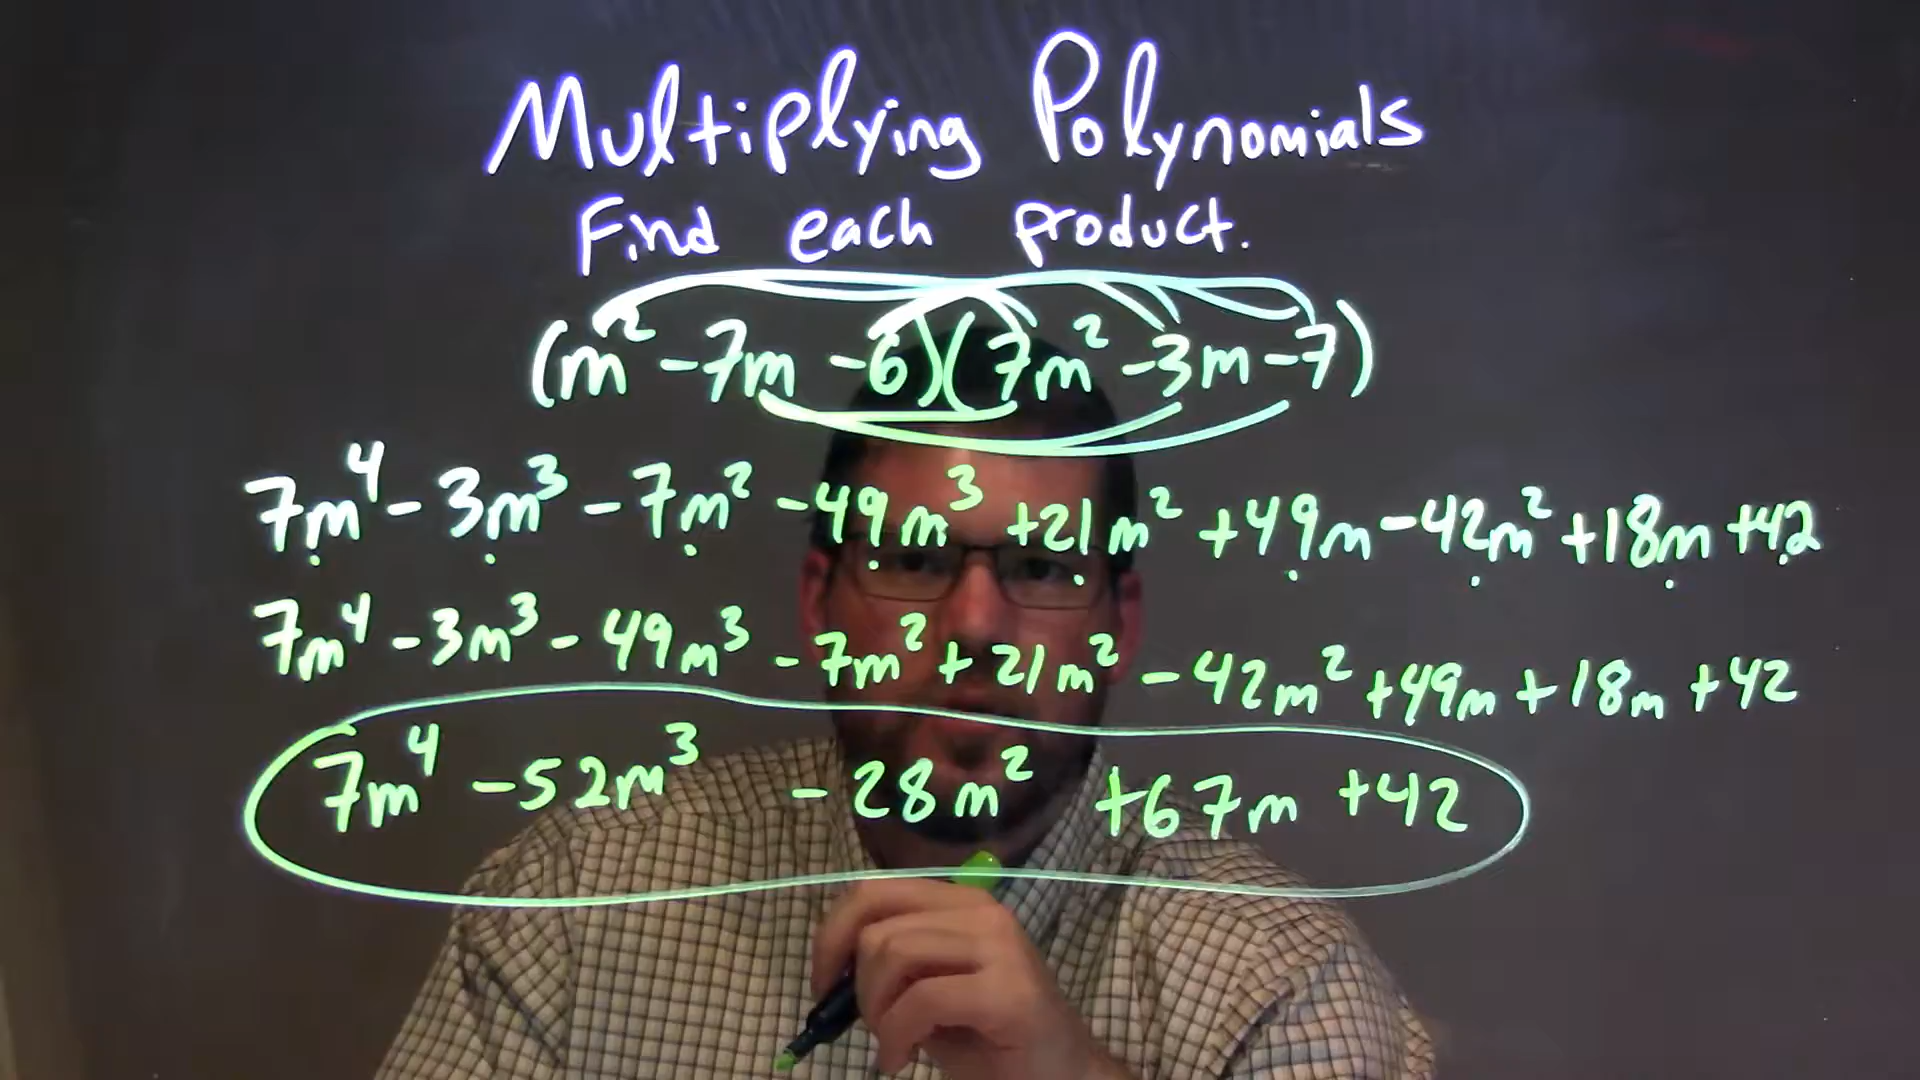 Multiplying Polynomials
Find each product.
(m² - 7m - 6)(7m² - 3m - 7)
7m⁴ - 3m³ - 7m² - 49m³ + 21m² + 49m - 42m² + 18m + 42
7m⁴ - 3m³ - 49m³ - 7m² + 21m² - 42m² + 49m + 18m + 42
7m⁴ - 52m³ - 28m² + 67m + 42